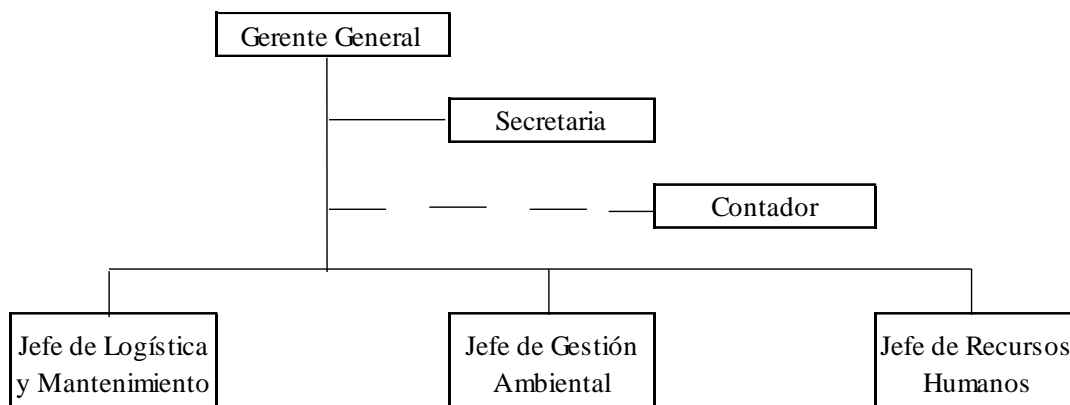 Gerente General
Secretaria
Contador
Jefe de Logística
y Mantenimiento
Jefe de Gestión
Ambiental
Jefe de Recursos
Humanos